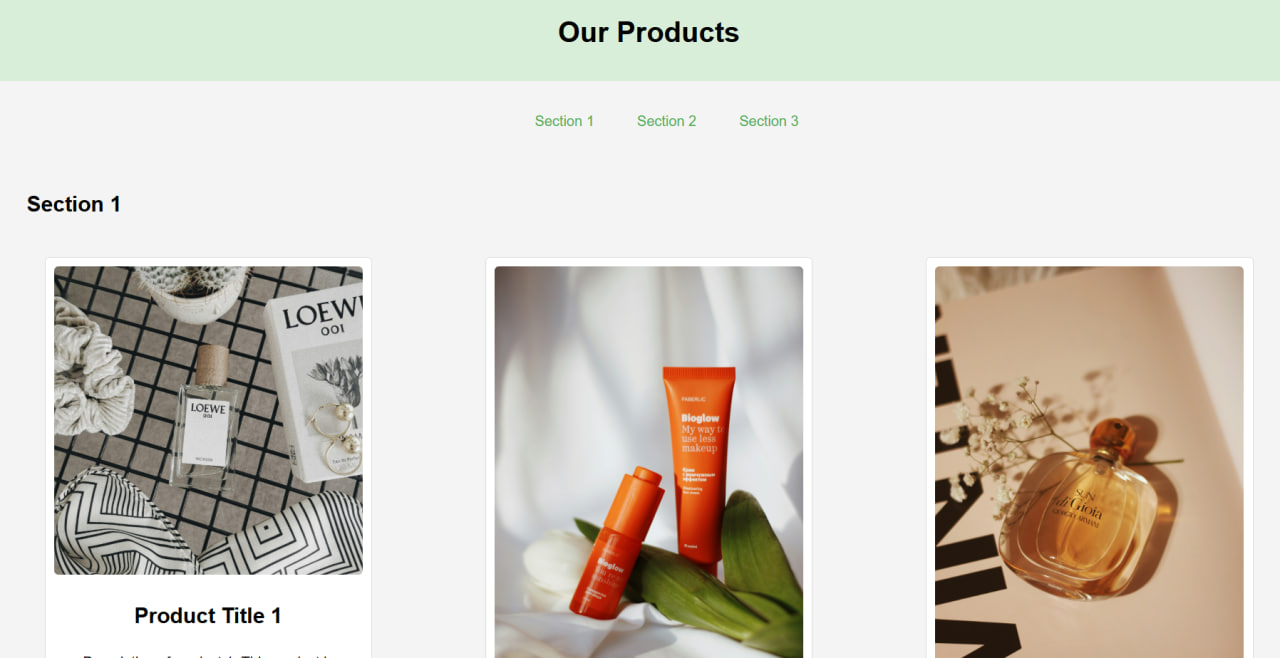 Our Products
Section 1
Section 2
Section 3
Section 1
LOEWE
001
LOEWE
001
FABERLIC
Bioglow
My way to
use less
makeup
Bioglow
SUN
di Gioia
GIORGIO ARMANI
Product Title 1